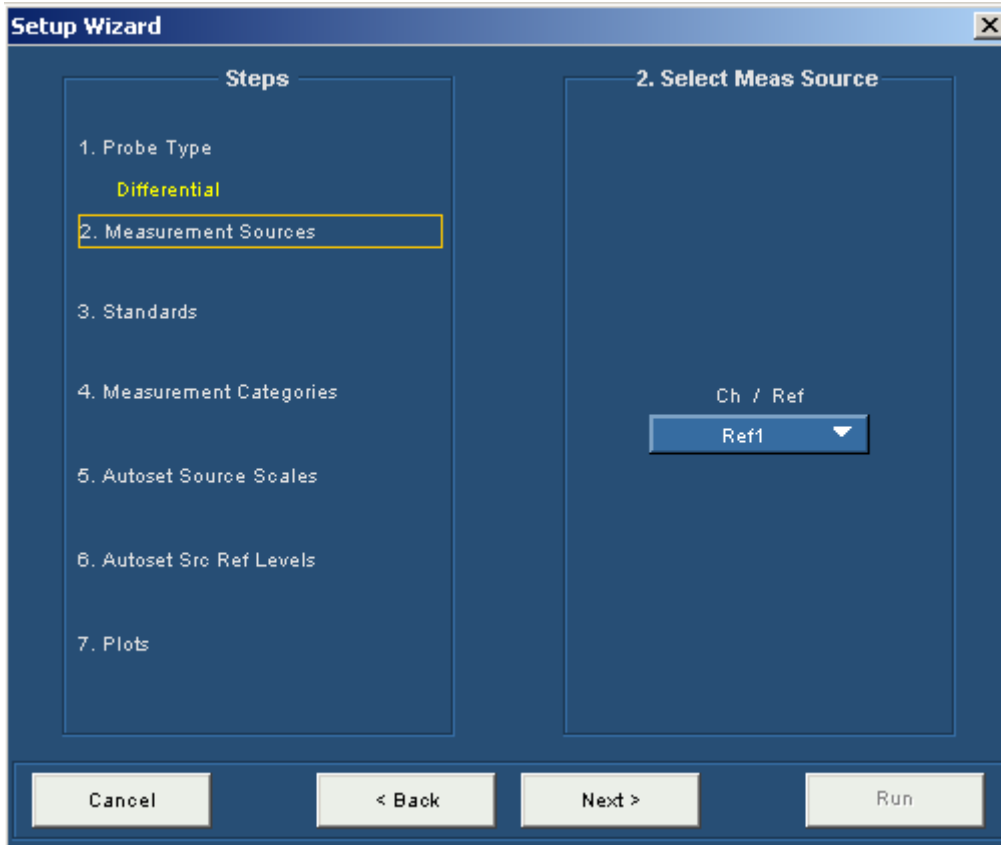 Setup Wizard
Steps
1. Probe Type
Differential
2. Measurement Sources
3. Standards
4. Measurement Categories
5. Autoset Source Scales
6. Autoset Src Ref Levels
7. Plots
2. Select Meas Source
Ch / Ref
Ref1
Cancel
< Back
Next >
Run